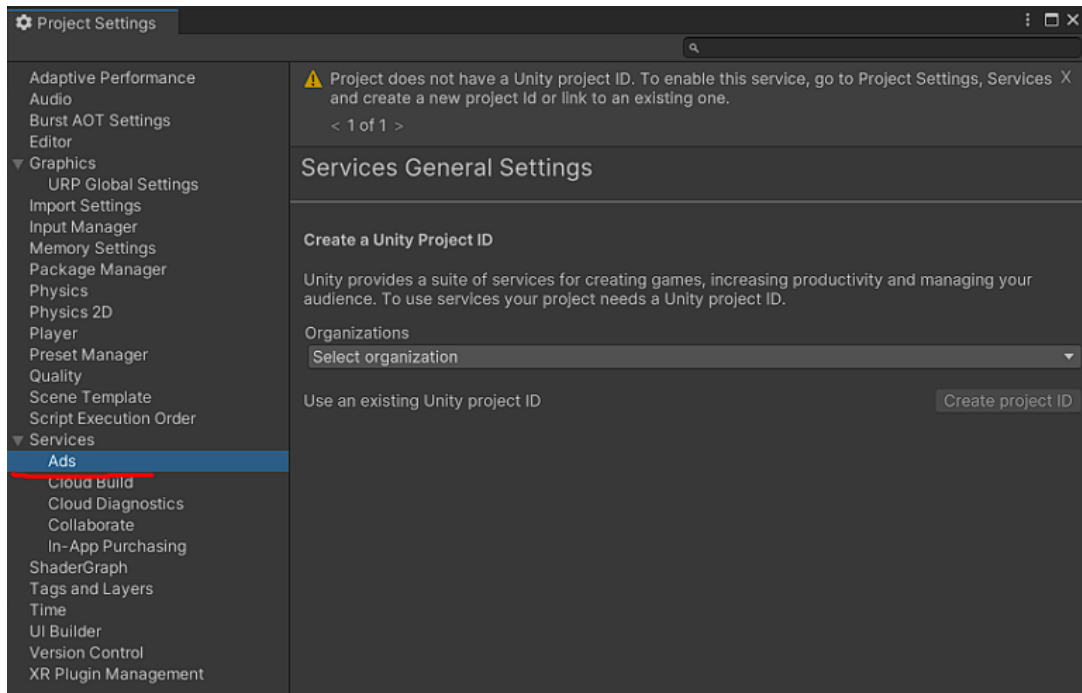 Project Settings
Adaptive Performance
Audio
Burst AOT Settings
Editor
Graphics
URP Global Settings
Import Settings
Input Manager
Memory Settings
Package Manager
Physics
Physics 2D
Player
Preset Manager
Quality
Scene Template
Script Execution Order
Services
Ads
Cloud Build
Cloud Diagnostics
Collaborate
In-App Purchasing
ShaderGraph
Tags and Layers
Time
UI Builder
Version Control
XR Plugin Management
Project does not have a Unity project ID. To enable this service, go to Project Settings, Services X
and create a new project Id or link to an existing one.
< 1 of 1 >
Services General Settings
Create a Unity Project ID
Unity provides a suite of services for creating games, increasing productivity and managing your
audience. To use services your project needs a Unity project ID.
Organizations
Select organization
Use an existing Unity project ID
Create project ID